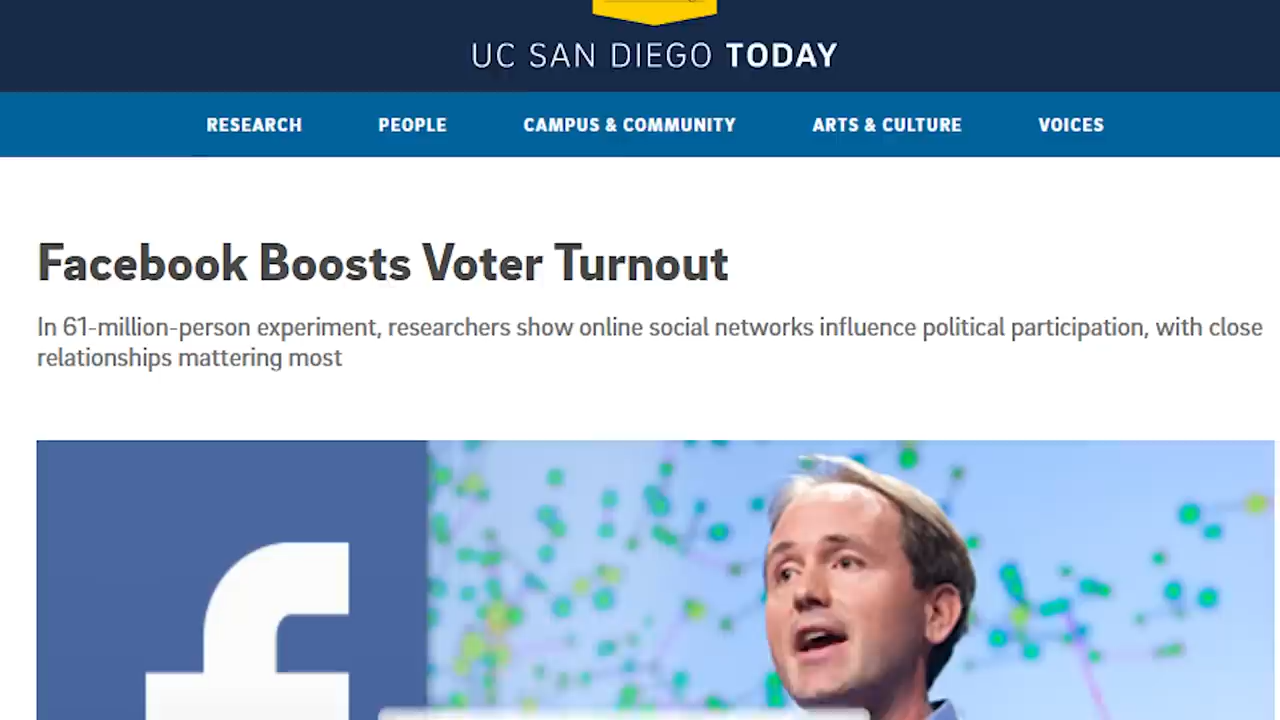 UC SAN DIEGO TODAY
RESEARCH PEOPLE CAMPUS & COMMUNITY ARTS & CULTURE VOICES
Facebook Boosts Voter Turnout
In 61-million-person experiment, researchers show online social networks influence political participation, with close
relationships mattering most
f